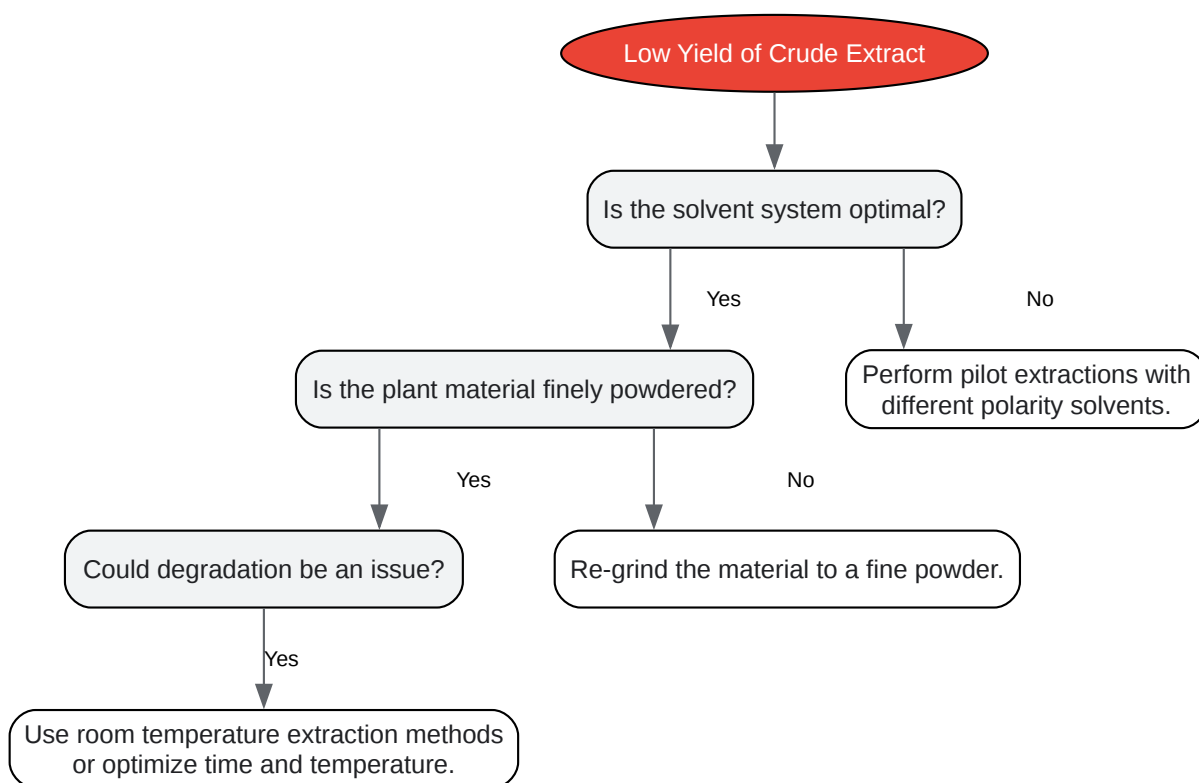 Low Yield of Crude Extract
Is the solvent system optimal?
Yes
No
Is the plant material finely powdered?
Perform pilot extractions with
different polarity solvents.
Yes
No
Could degradation be an issue?
Re-grind the material to a fine powder.
Yes
Use room temperature extraction methods
or optimize time and temperature.